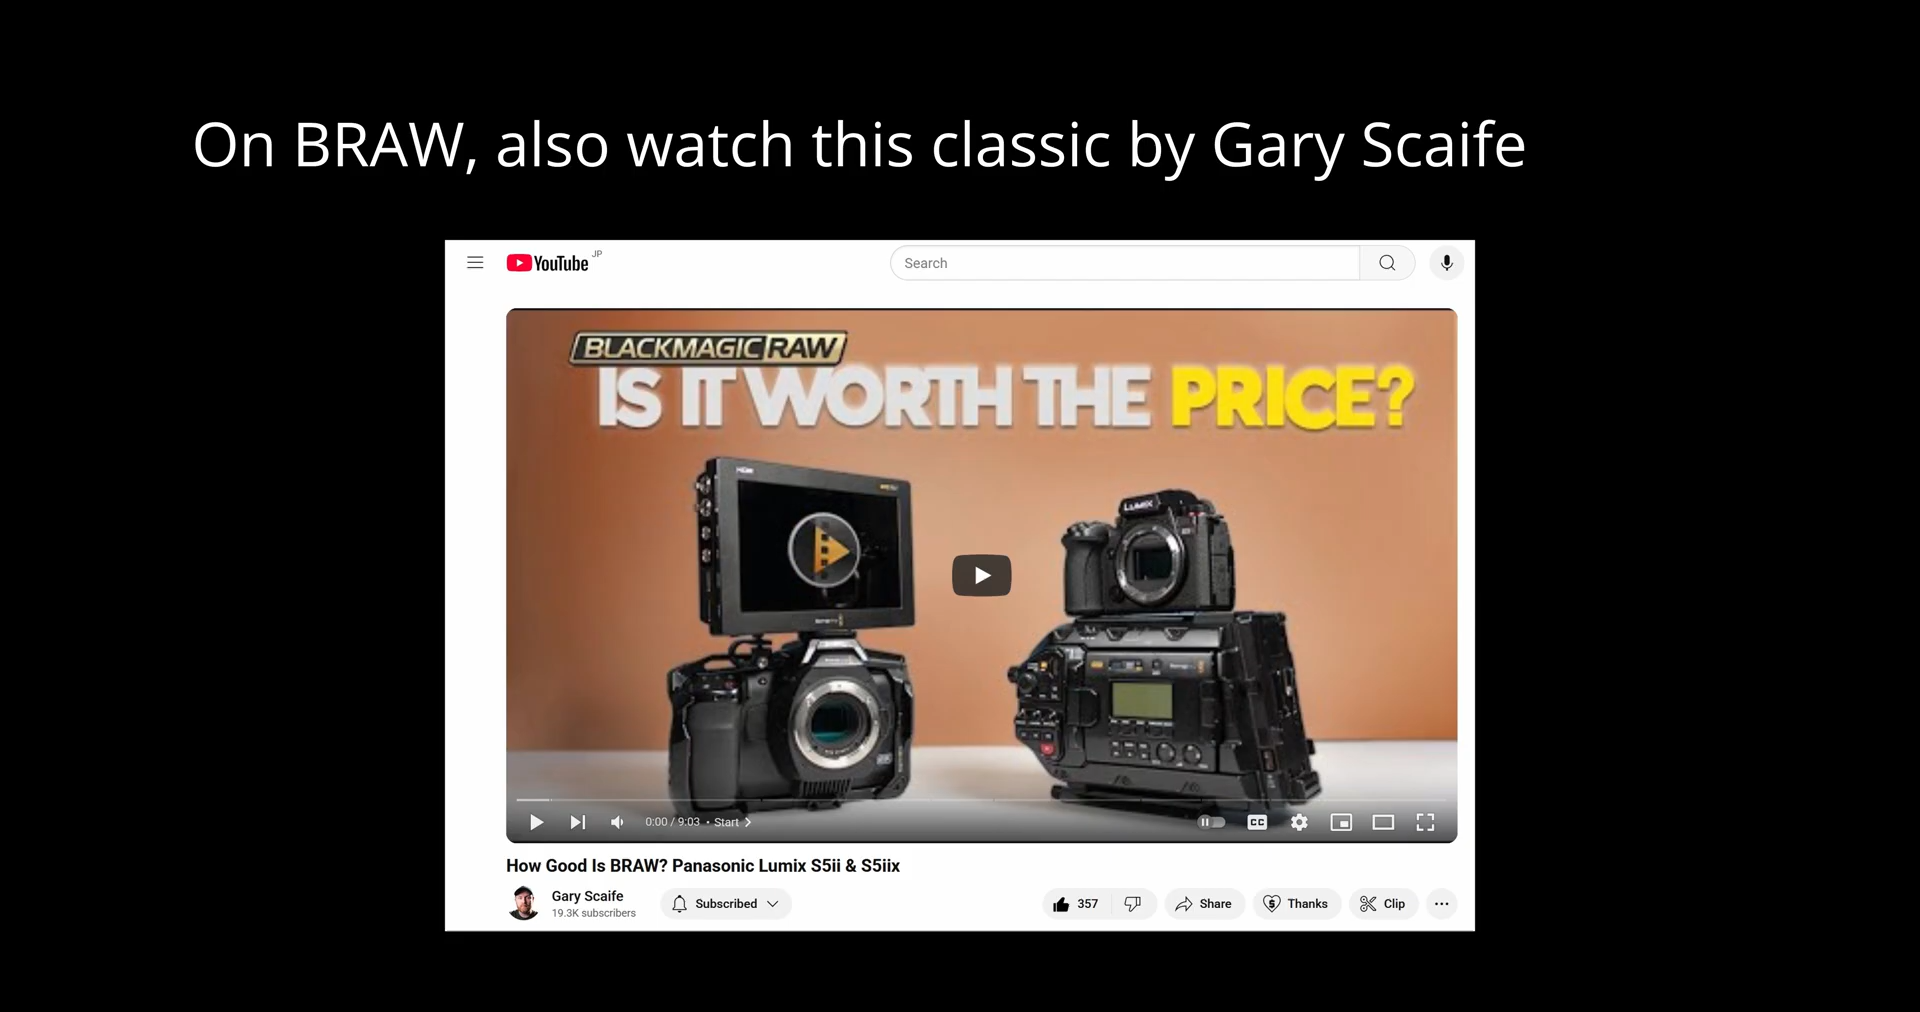 On BRAW, also watch this classic by Gary Scaife
YouTube JP
Search
BLACKMAGIC RAW
IS IT WORTH THE PRICE?
LUMIX
0:00 / 9:03 • Start
CC
How Good Is BRAW? Panasonic Lumix S5ii & S5iix
Gary Scaife
19.3K subscribers
Subscribed
357
Share
Thanks
Clip